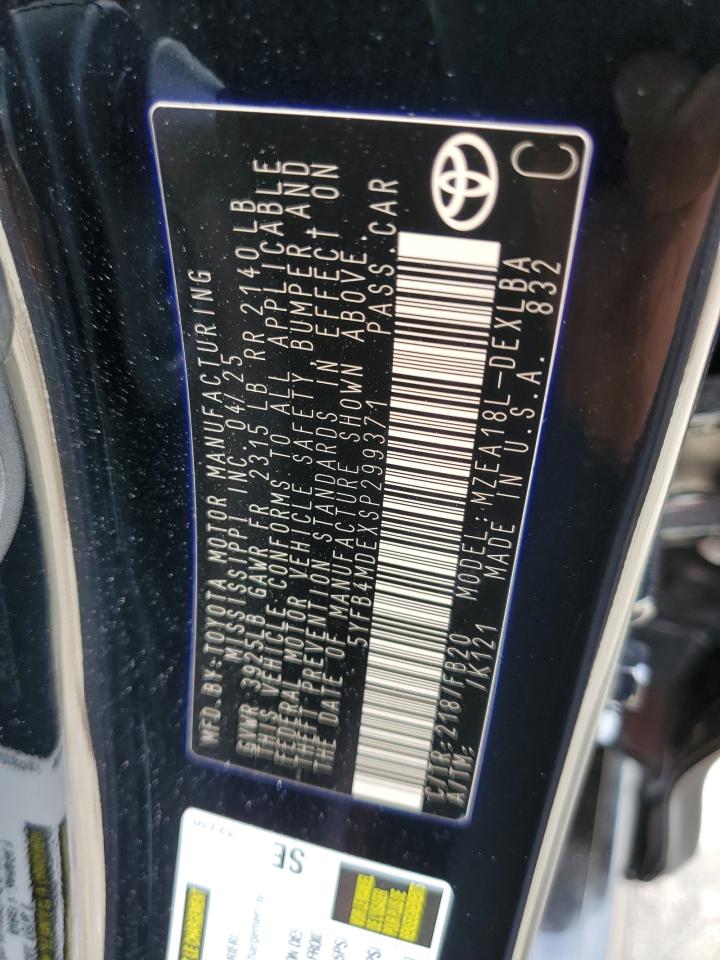 MFD.BY:TOYOTA MOTOR MANUFACTURING
MISSISSIPPI INC. 04/25
GVWR 3925LB GAWR FR 2315 LB RR 2140 LB
THIS VEHICLE CONFORMS TO ALL APPLICABLE
FEDERAL MOTOR VEHICLE SAFETY BUMPER AND
THEFT PREVENTION STANDARDS IN EFFECT ON
THE DATE OF MANUFACTURE SHOWN ABOVE.
5YFB4MDEXSP299371 PASS.CAR
C/TR:2187/FB20 MODEL:MZEA18L-DEXLBA
A/TM: /K121 MADE IN U.S.A. 832
C
SE